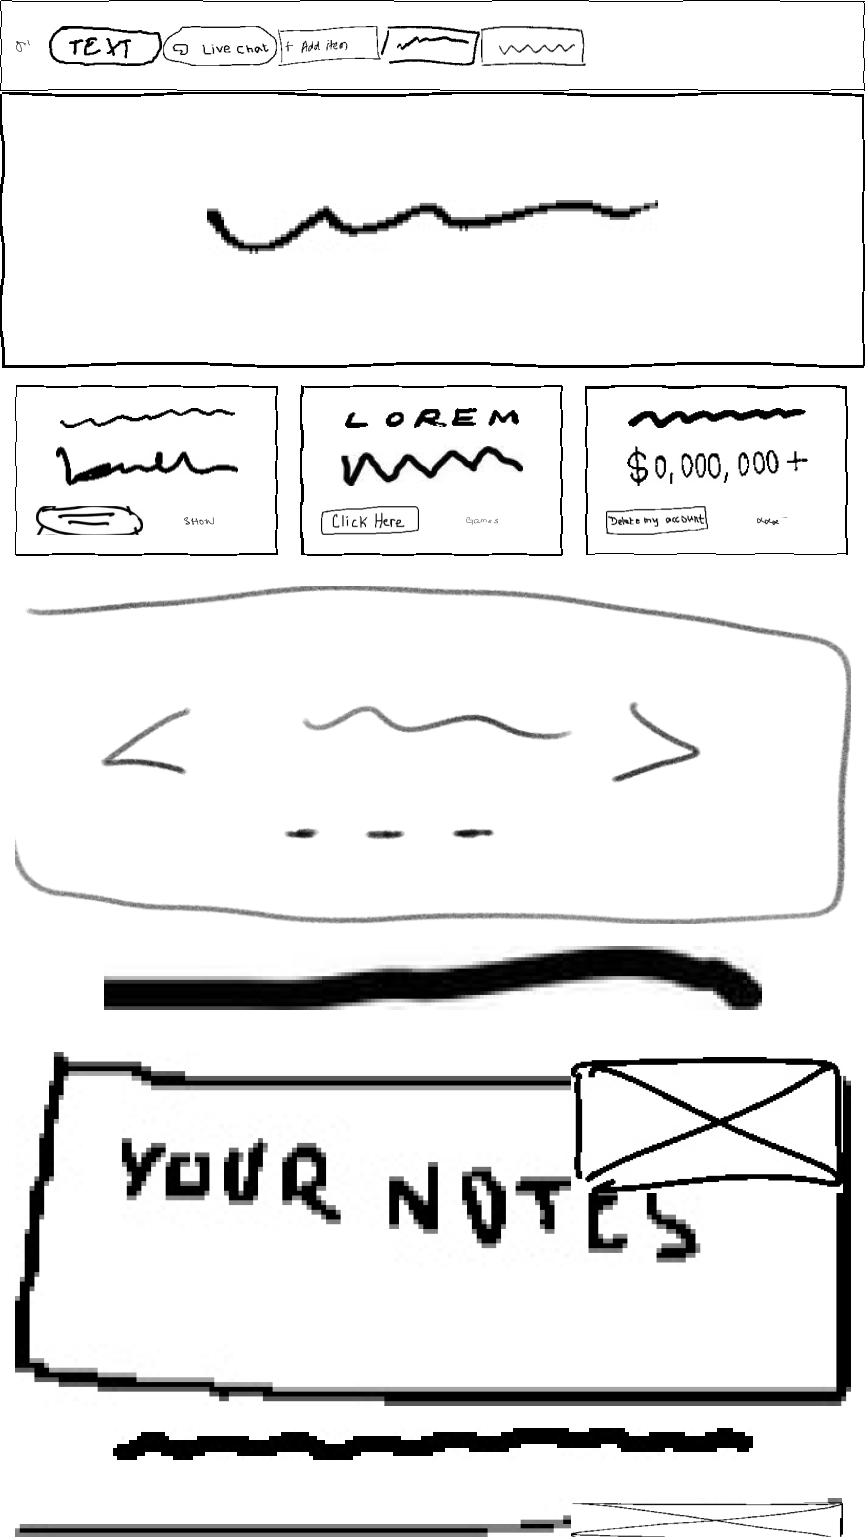 TEXT Live chat + Add item
LOREM
$0,000,000+
SHOW Click Here Games Delete my account
< >
YOUR NOTES